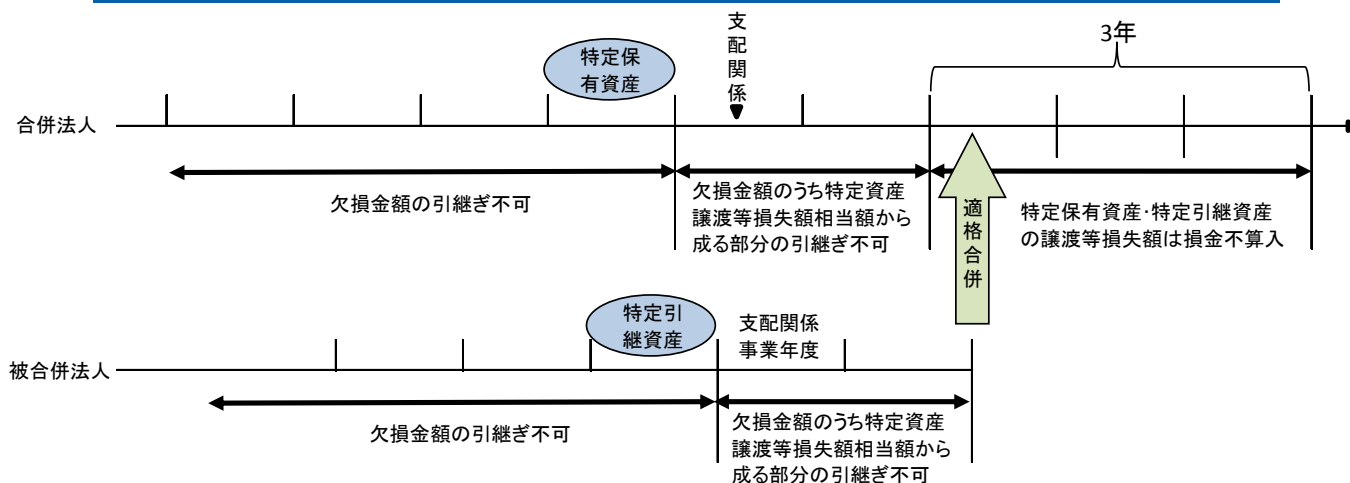 3年
支配関係
特定保
有資産
合併法人
欠損金額の引継ぎ不可
欠損金額のうち特定資産
譲渡等損失額相当額から
成る部分の引継ぎ不可
適格合併
特定保有資産・特定引継資産
の譲渡等損失額は損金不算入
特定引
継資産
支配関係
事業年度
被合併法人
欠損金額の引継ぎ不可
欠損金額のうち特定資産
譲渡等損失額相当額から
成る部分の引継ぎ不可